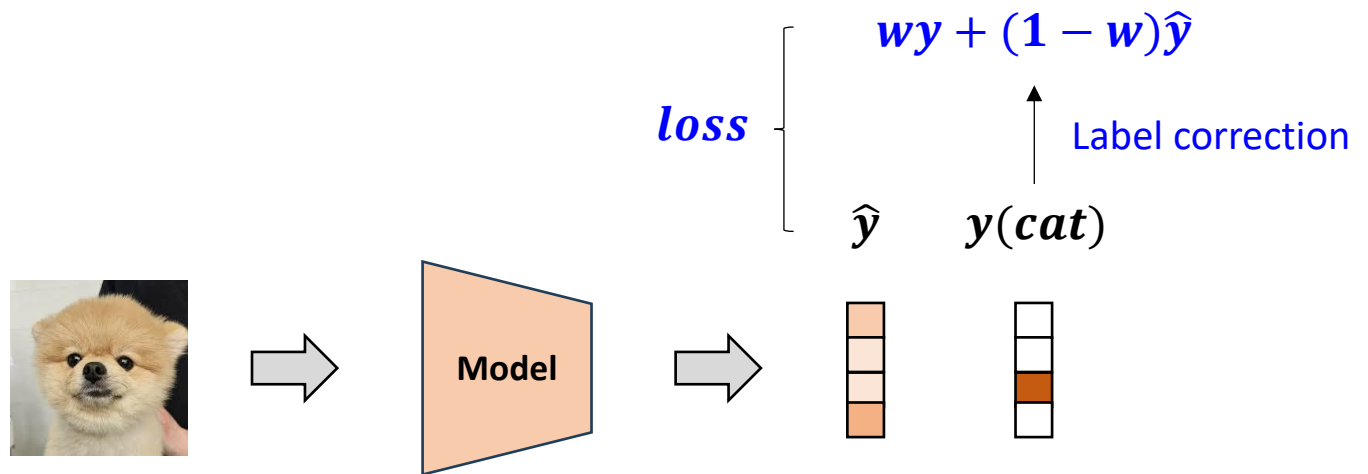 wy + (1 − w)ŷ
loss
Label correction
ŷ y(cat)
Model